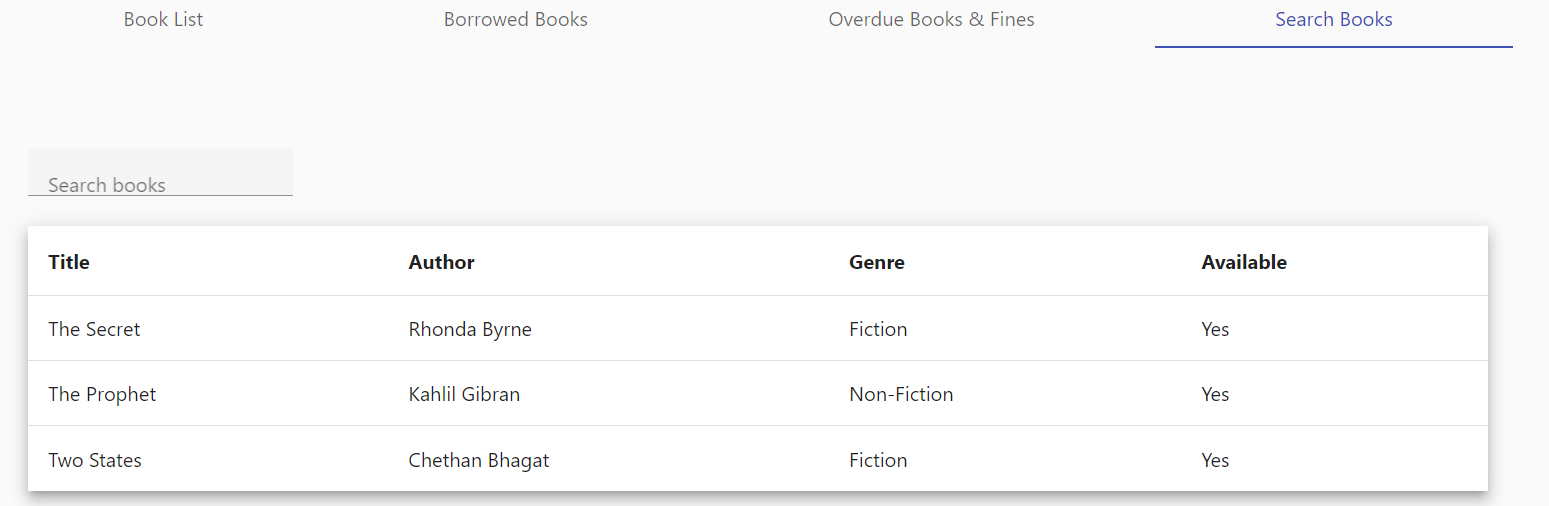 Book List Borrowed Books Overdue Books & Fines Search Books
Search books
Title Author Genre Available
The Secret Rhonda Byrne Fiction Yes
The Prophet Kahlil Gibran Non-Fiction Yes
Two States Chethan Bhagat Fiction Yes